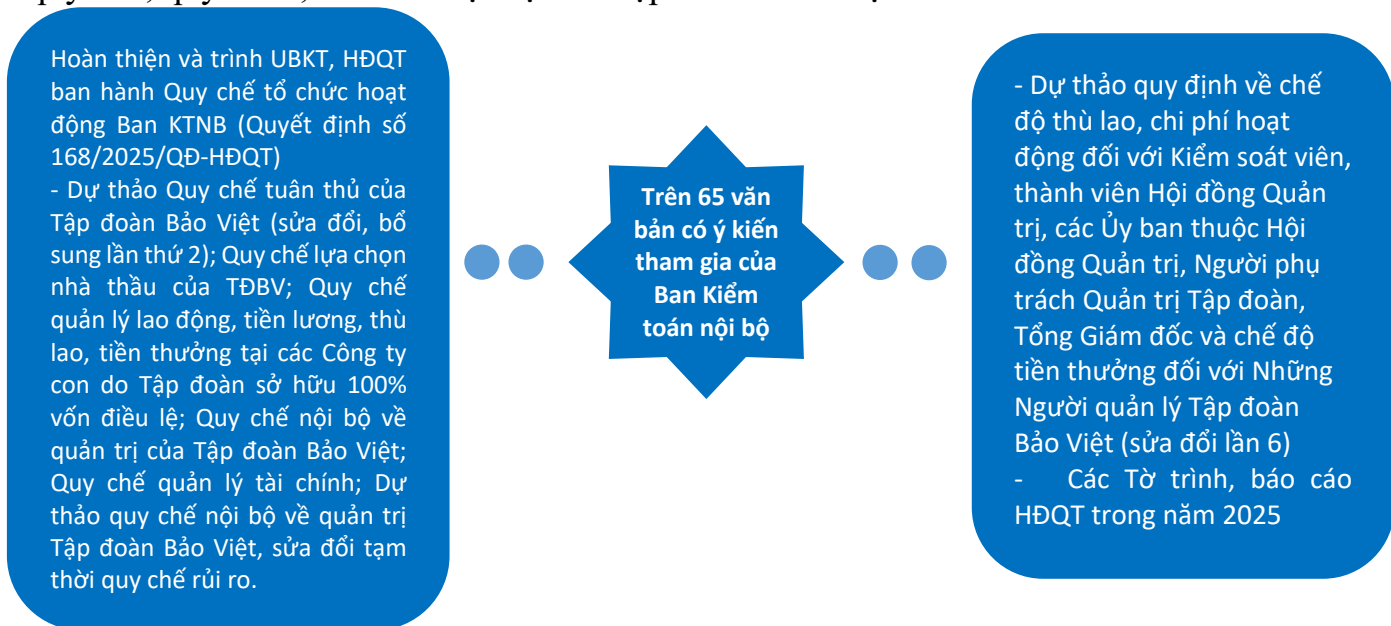 Hoàn thiện và trình UBKT, HĐQT
ban hành Quy chế tổ chức hoạt
động Ban KTNB (Quyết định số
168/2025/QĐ-HĐQT)
- Dự thảo Quy chế tuân thủ của
Tập đoàn Bảo Việt (sửa đổi, bổ
sung lần thứ 2); Quy chế lựa chọn
nhà thầu của TĐBV; Quy chế
quản lý lao động, tiền lương, thù
lao, tiền thưởng tại các Công ty
con do Tập đoàn sở hữu 100%
vốn điều lệ; Quy chế nội bộ về
quản trị của Tập đoàn Bảo Việt;
Quy chế quản lý tài chính; Dự
thảo quy chế nội bộ về quản trị
Tập đoàn Bảo Việt, sửa đổi tạm
thời quy chế rủi ro.
Trên 65 văn
bản có ý kiến
tham gia của
Ban Kiểm
toán nội bộ
- Dự thảo quy định về chế
độ thù lao, chi phí hoạt
động đối với Kiểm soát viên,
thành viên Hội đồng Quản
trị, các Ủy ban thuộc Hội
đồng Quản trị, Người phụ
trách Quản trị Tập đoàn,
Tổng Giám đốc và chế độ
tiền thưởng đối với Những
Người quản lý Tập đoàn
Bảo Việt (sửa đổi lần 6)
- Các Tờ trình, báo cáo
HĐQT trong năm 2025